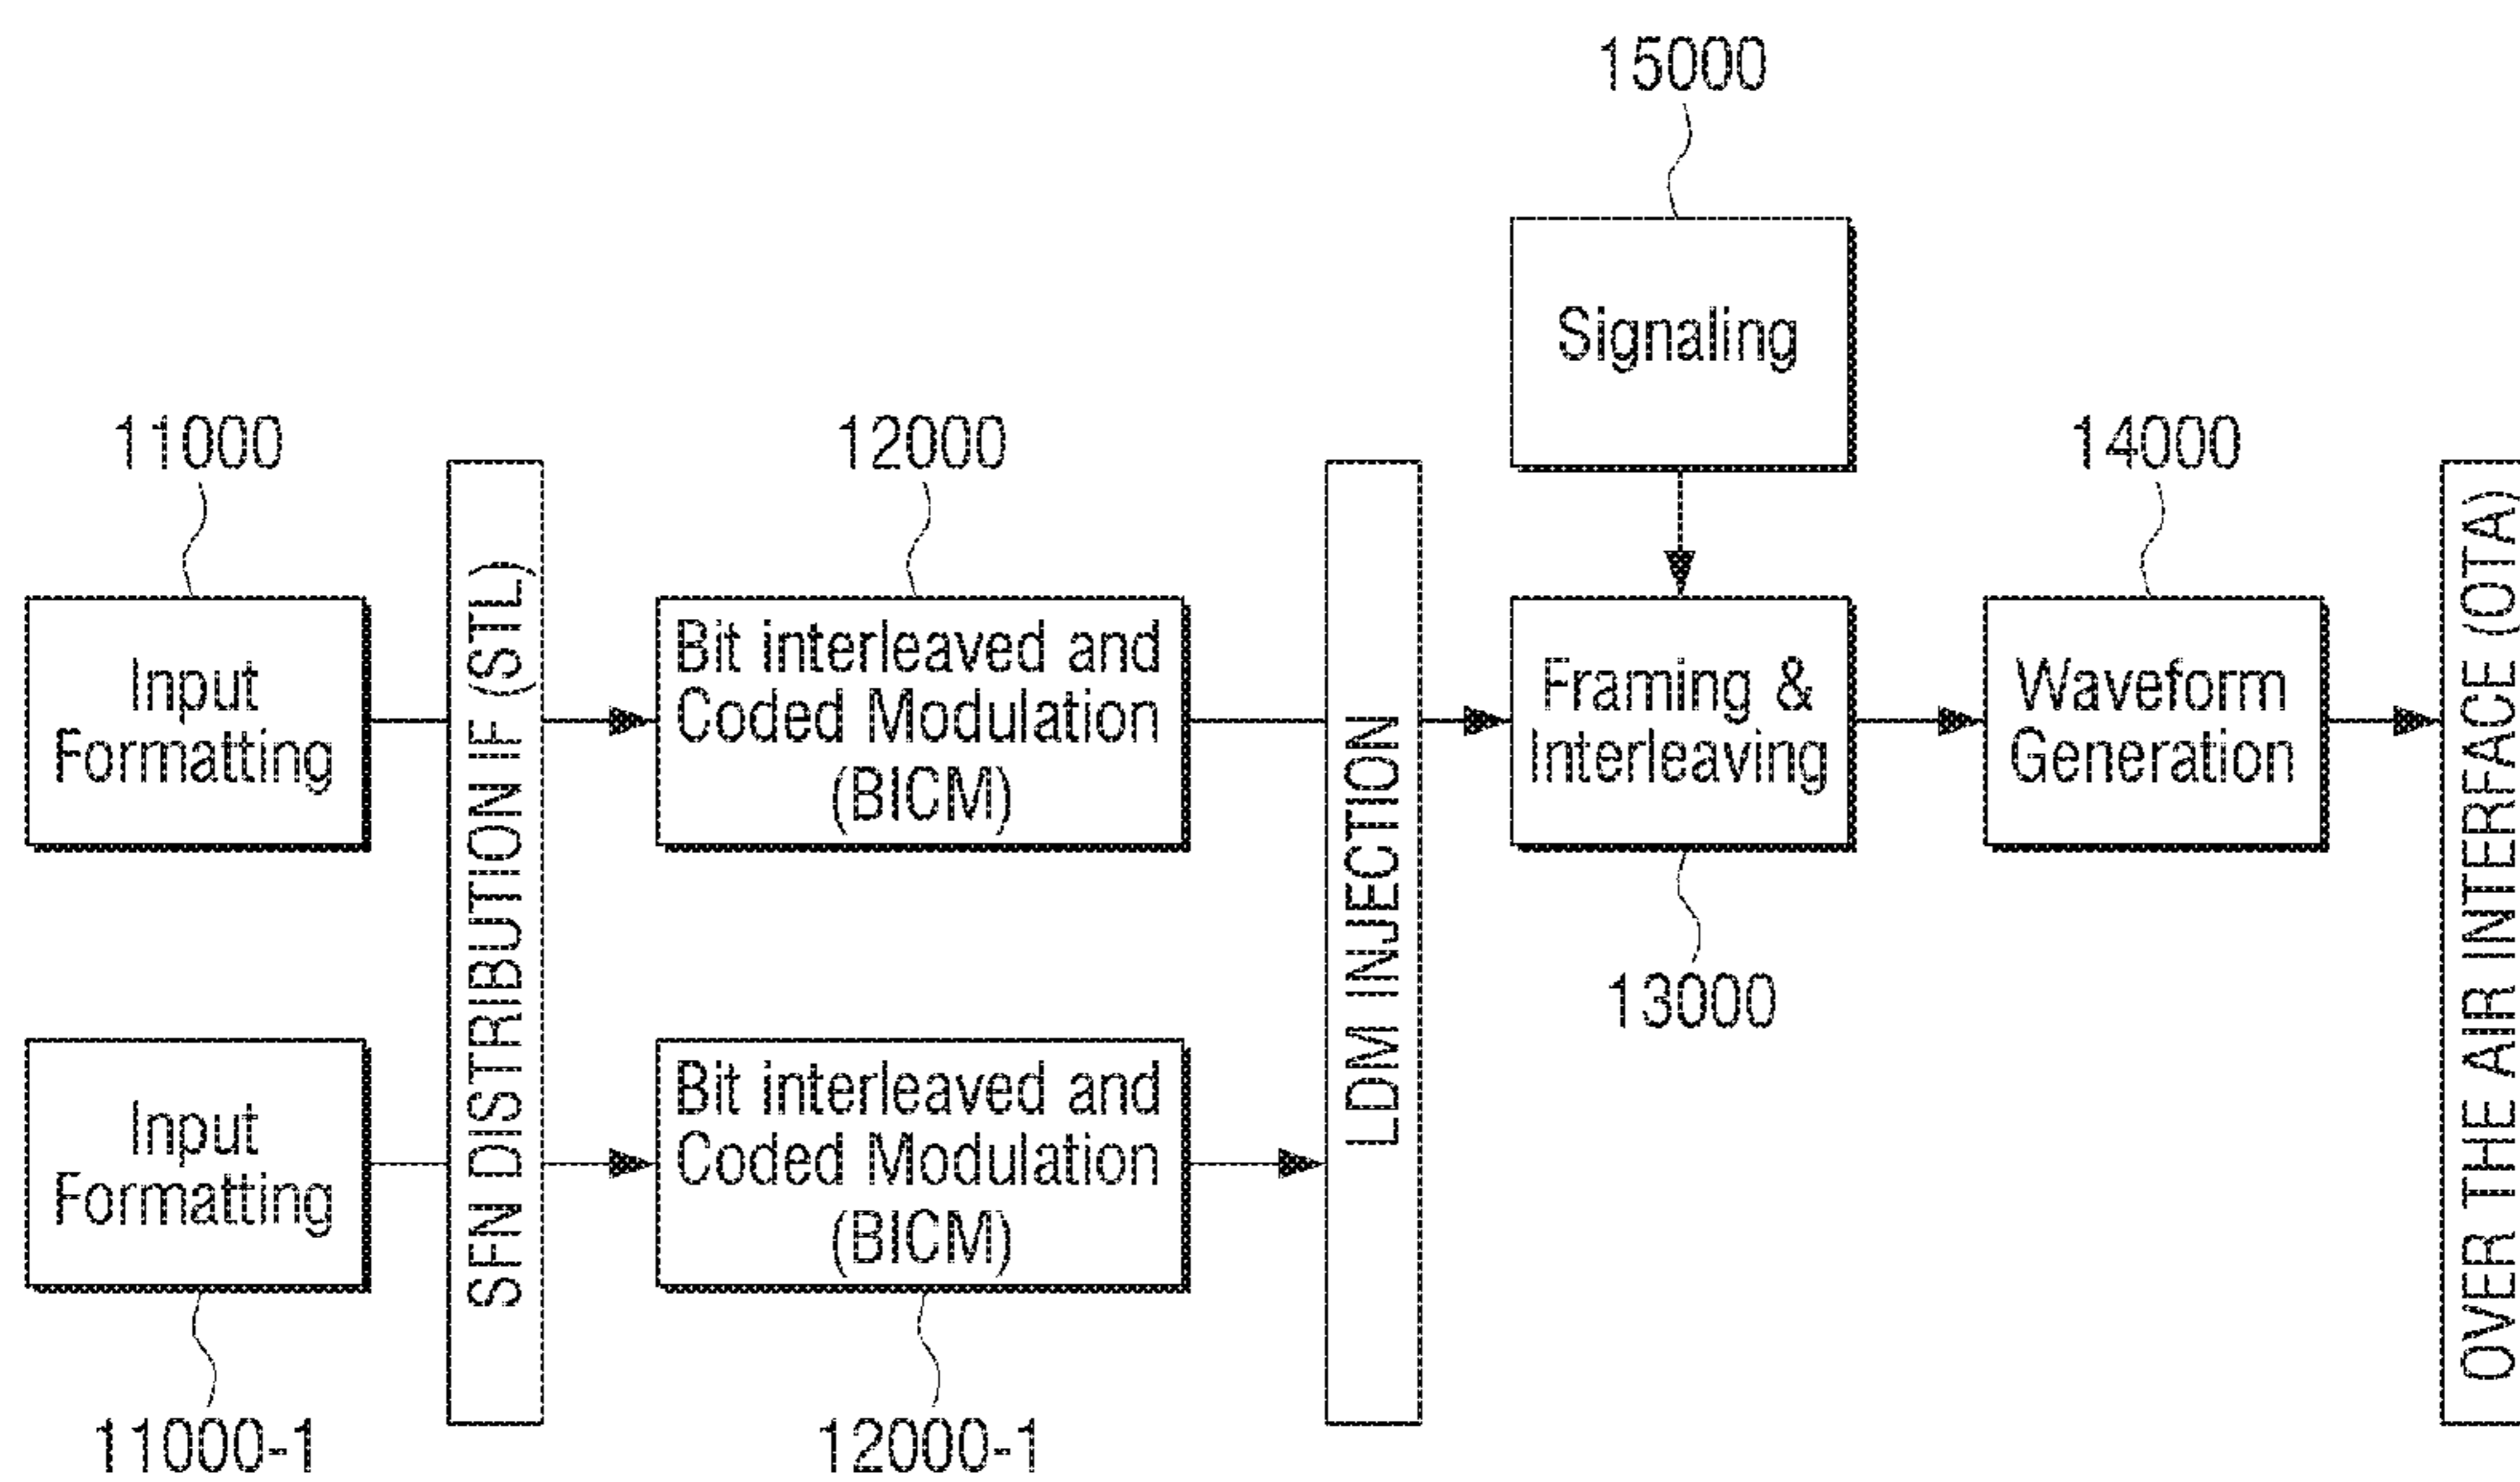 15000
Signaling
11000
12000
14000
Input
Formatting
SFN DISTRIBUTION IF (STL)
Bit interleaved and
Coded Modulation
(BICM)
LDM INJECTION
Framing &
Interleaving
Waveform
Generation
OVER THE AIR INTERFACE (OTA)
13000
Input
Formatting
Bit interleaved and
Coded Modulation
(BICM)
11000-1
12000-1